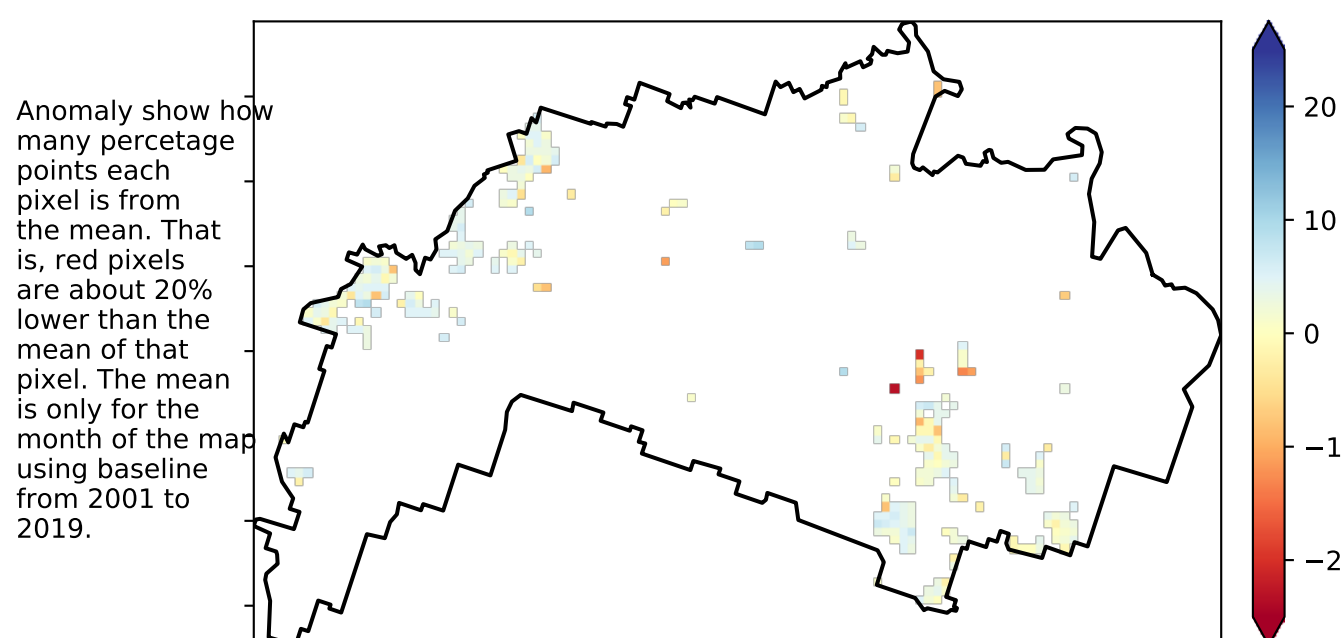 Anomaly show how
many percetage
points each
pixel is from
the mean. That
is, red pixels
are about 20%
lower than the
mean of that
pixel. The mean
is only for the
month of the map
using baseline
from 2001 to
2019.
20
10
0
−1
−2